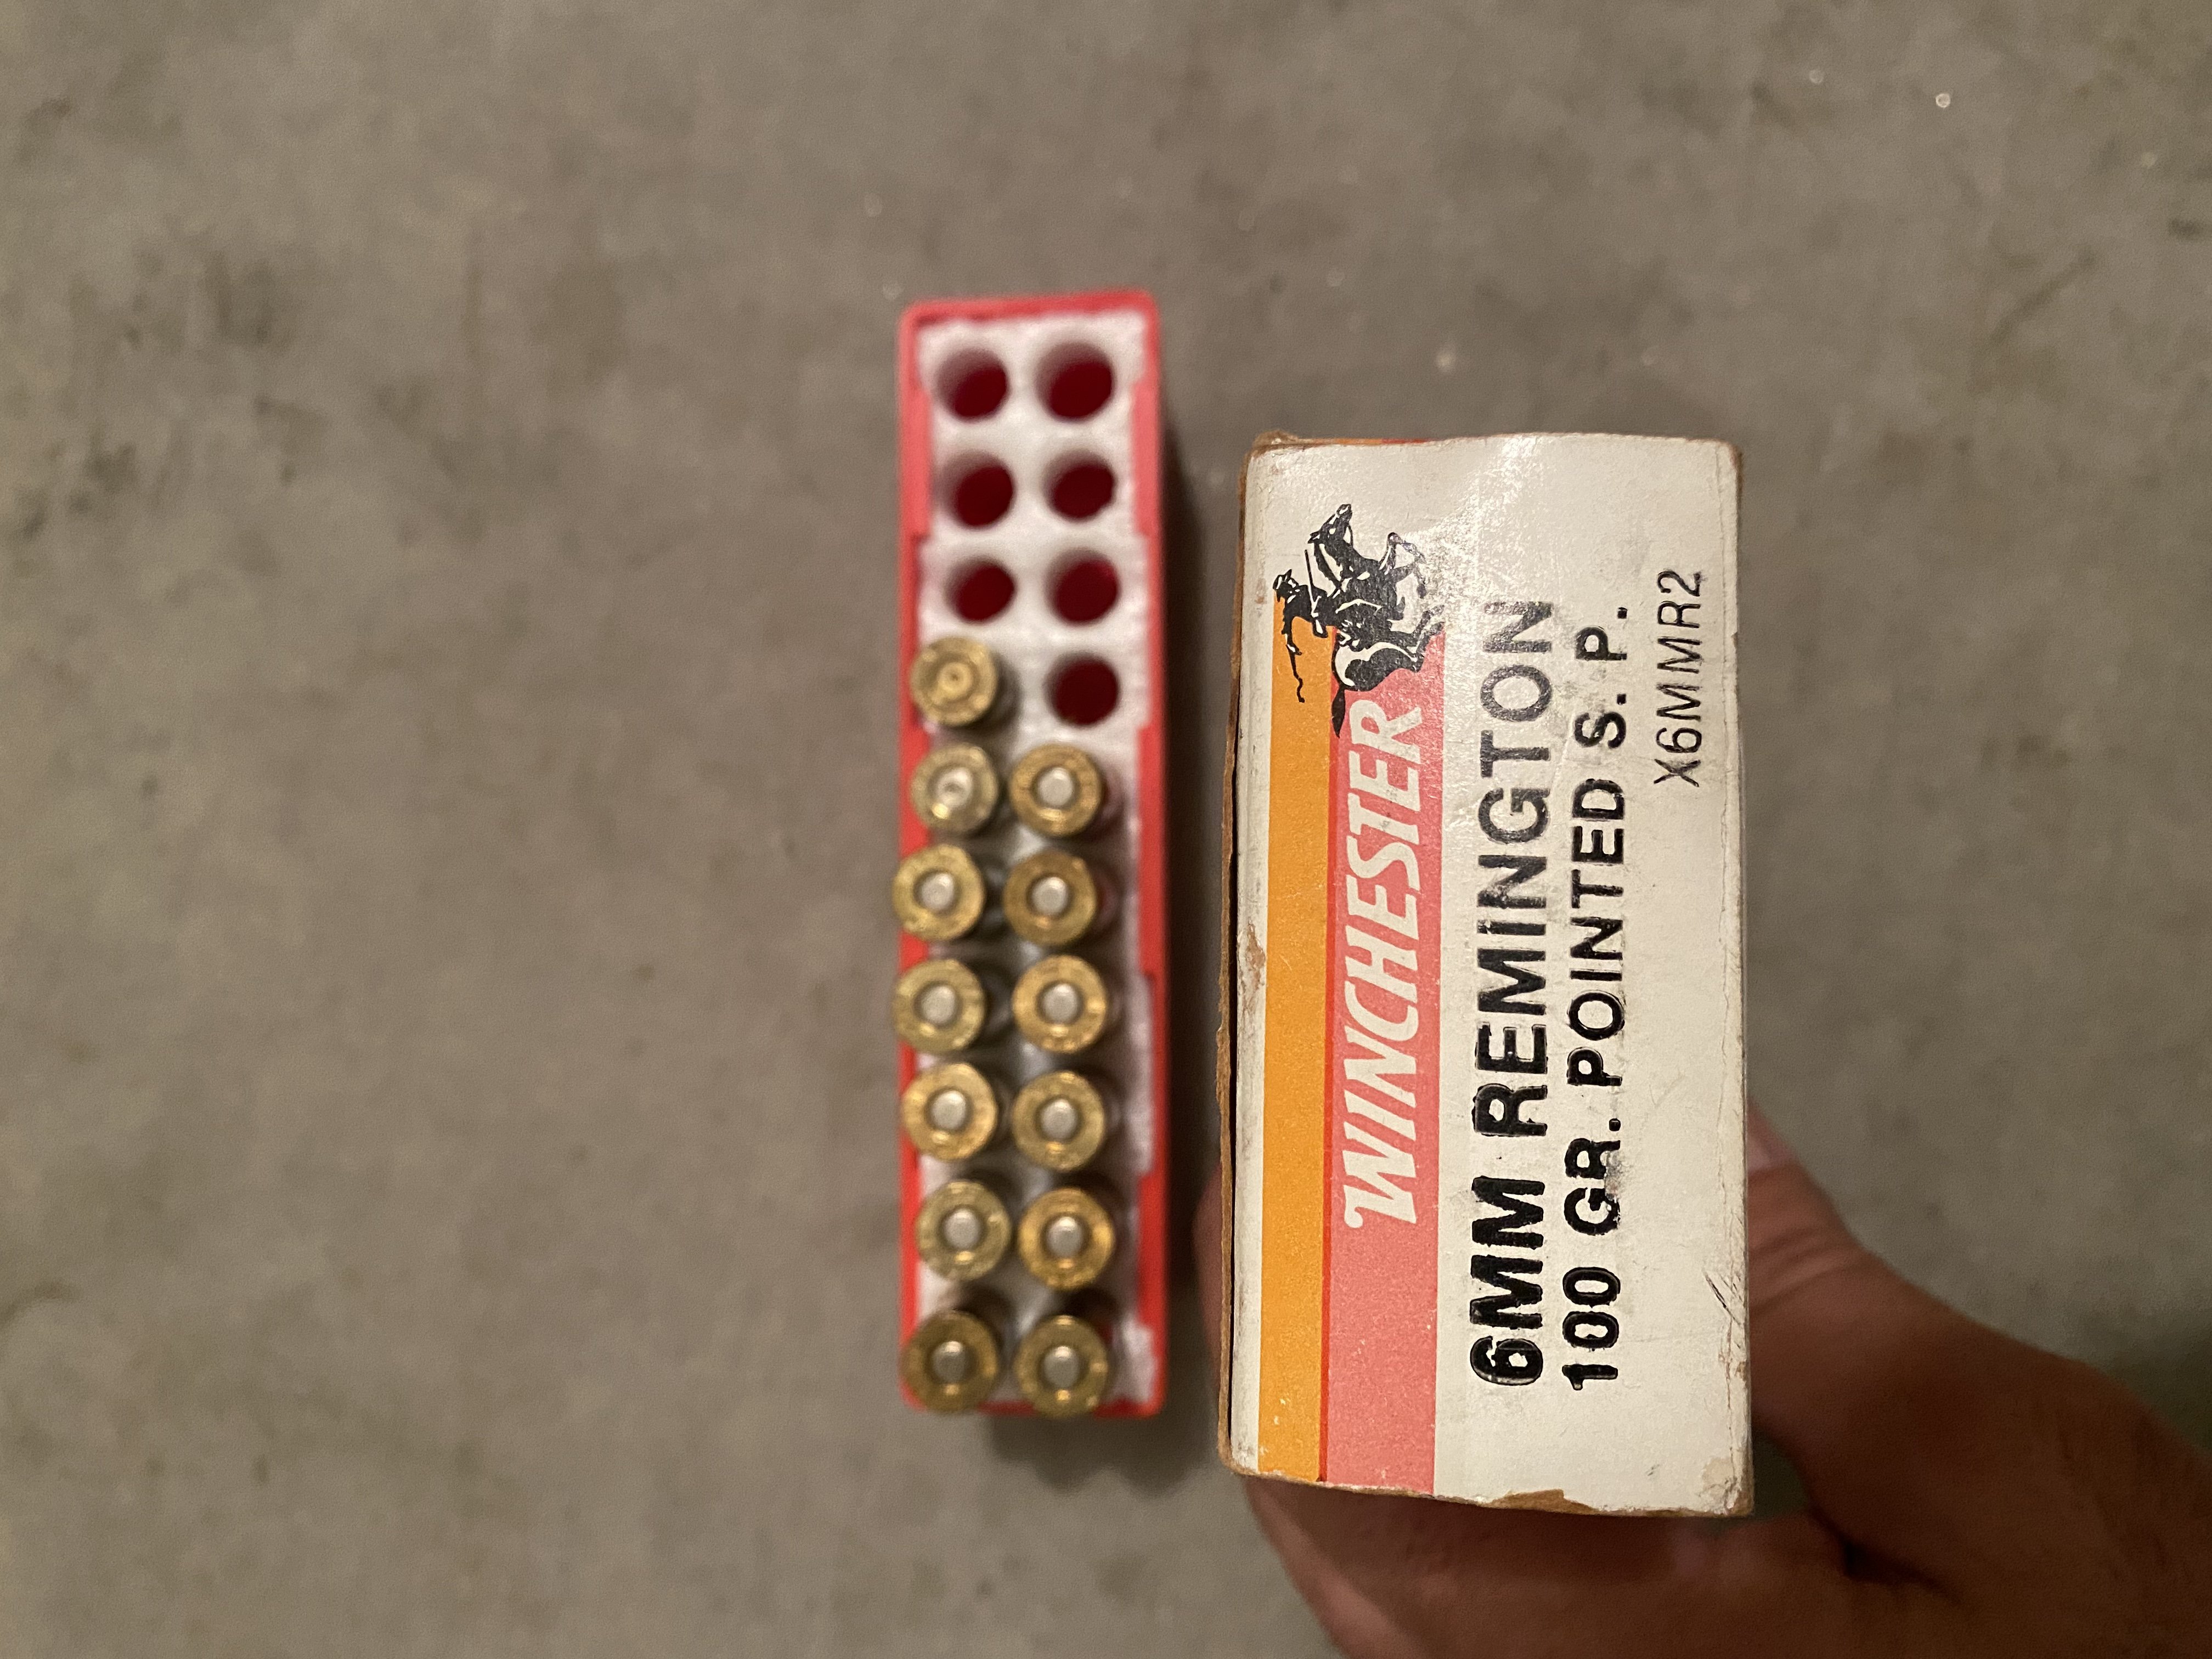 WINCHESTER
6MM REMINGTON
100 GR. POINTED S. P.
X6MMR2